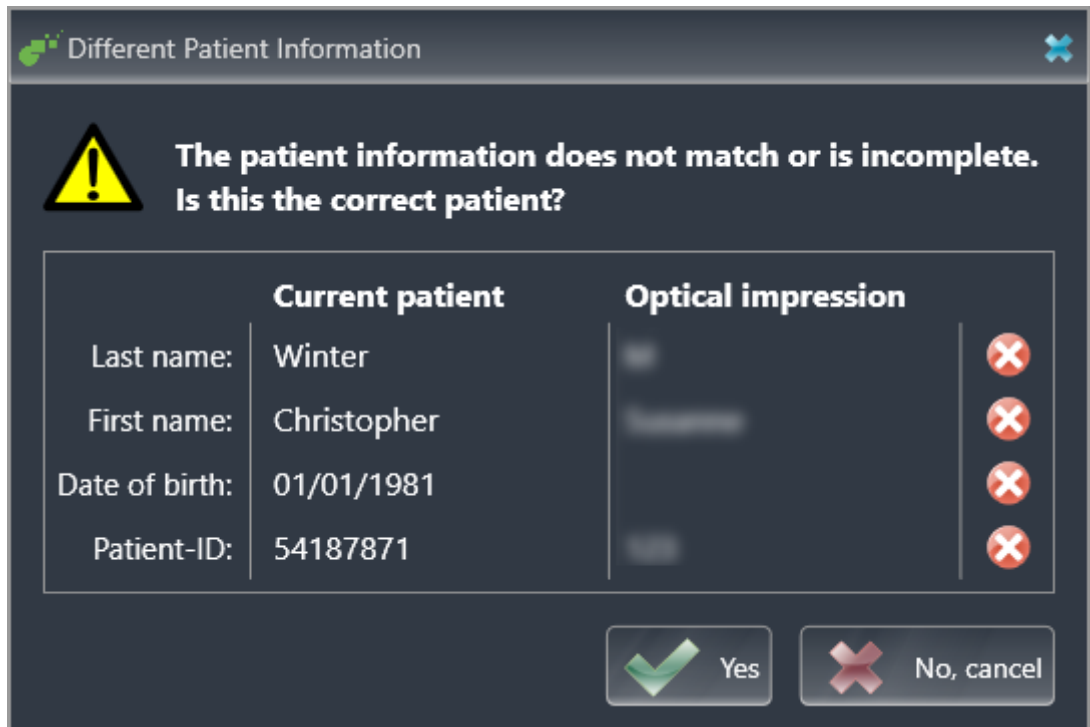 Different Patient Information
The patient information does not match or is incomplete.
Is this the correct patient?
Current patient Optical impression
Last name: Winter
First name: Christopher
Date of birth: 01/01/1981
Patient-ID: 54187871
Yes No, cancel